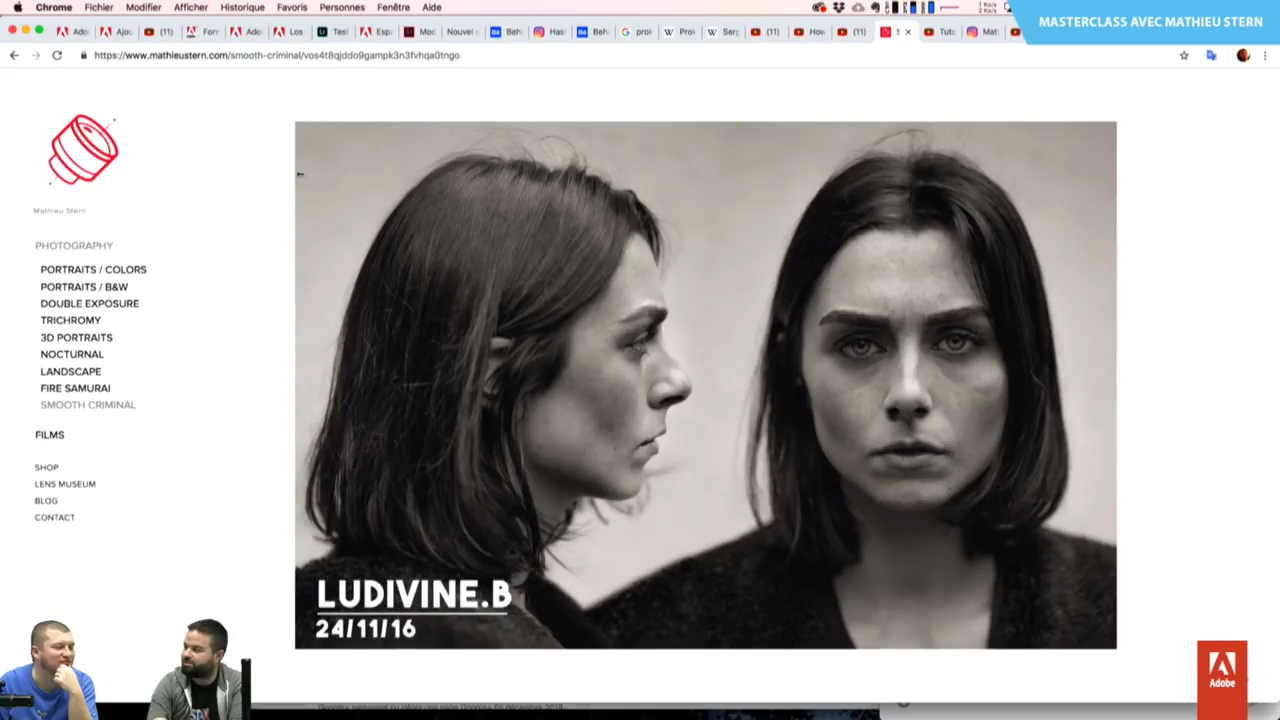 Chrome Fichier Modifier Afficher Historique Favoris Personnes Fenêtre Aide
MASTERCLASS AVEC MATHIEU STERN
https://www.mathieustern.com/smooth-criminal/vos4t8qjddo9gampk3n3fvhqa0tngo
Mathieu Stern
PHOTOGRAPHY
PORTRAITS / COLORS
PORTRAITS / B&W
DOUBLE EXPOSURE
TRICHROMY
3D PORTRAITS
NOCTURNAL
LANDSCAPE
FIRE SAMURAI
SMOOTH CRIMINAL
FILMS
SHOP
LENS MUSEUM
BLOG
CONTACT
LUDIVINE.B
24/11/16
Adobe